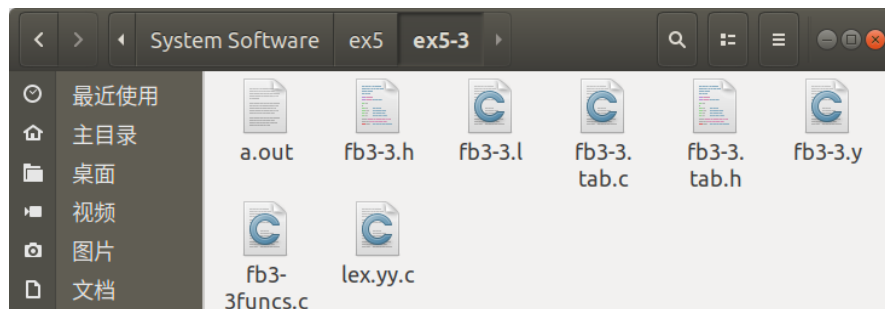 System Software ex5 ex5-3
最近使用
主目录
桌面
视频
图片
文档
a.out fb3-3.h fb3-3.l fb3-3. fb3-3. fb3-3.y
tab.c tab.h
fb3- lex.yy.c
3funcs.c